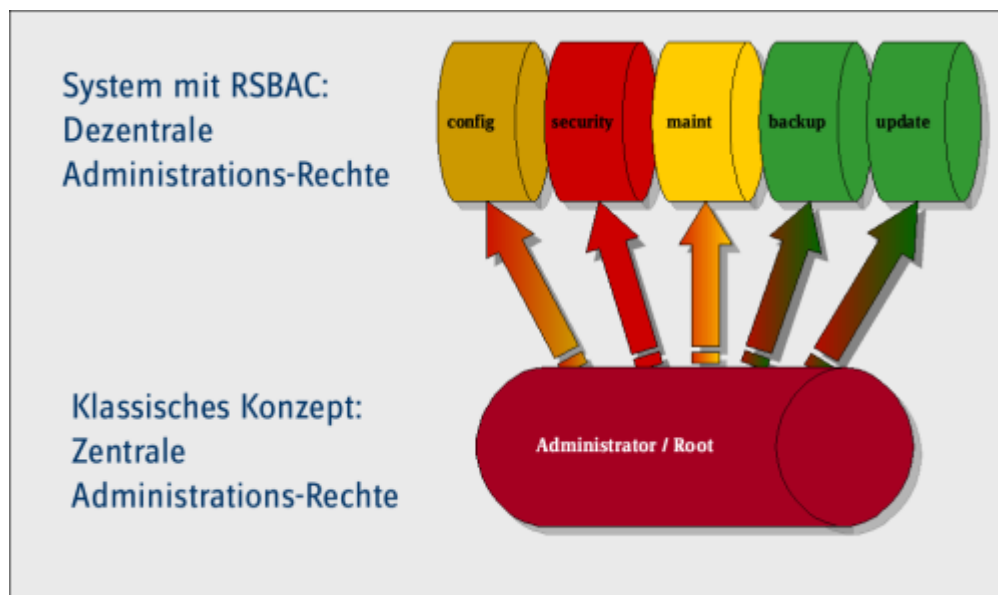 System mit RSBAC:
Dezentrale
Administrations-Rechte
config
security
maint
backup
update
Klassisches Konzept:
Zentrale
Administrations-Rechte
Administrator / Root